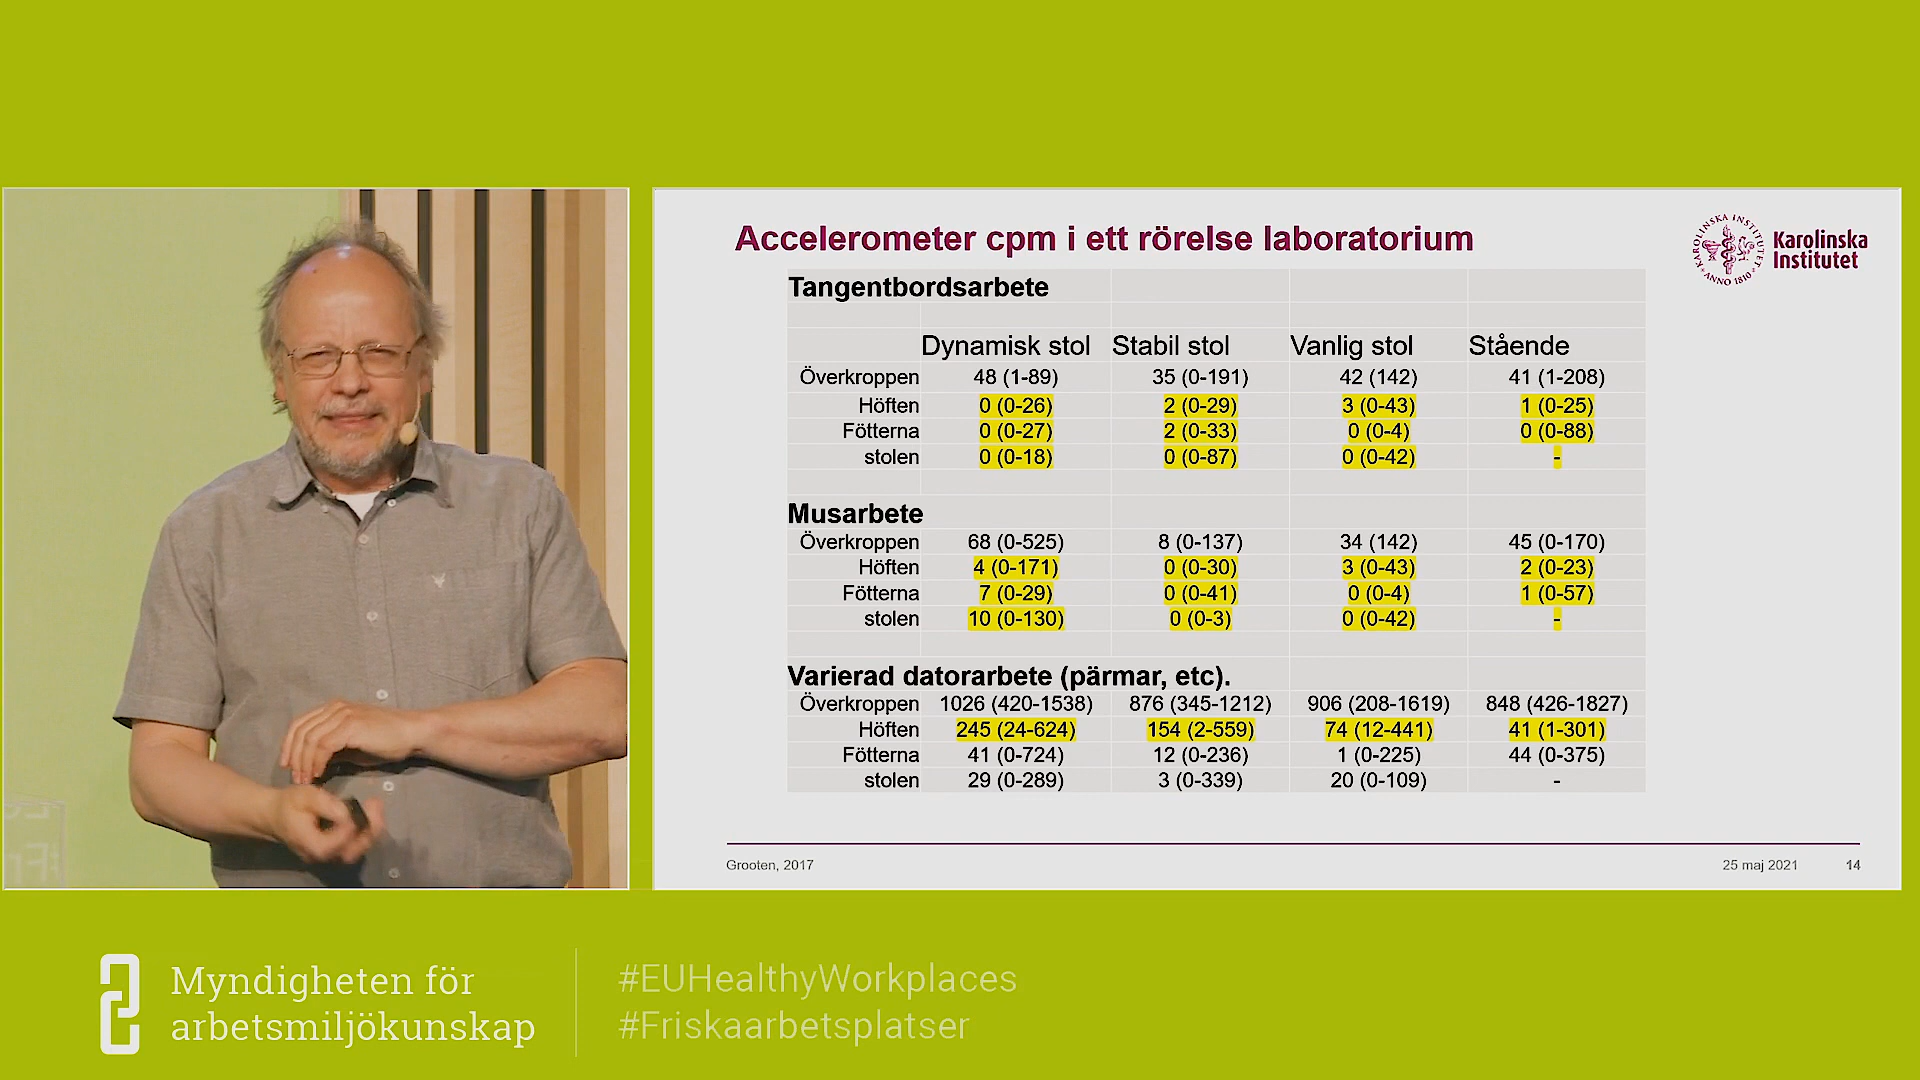 Accelerometer cpm i ett rörelse laboratorium
KAROLINSKA INSTITUTET
ANNO 1810
Karolinska
Institutet
Tangentbordsarbete
Dynamisk stol Stabil stol Vanlig stol Stående
Överkroppen 48 (1-89) 35 (0-191) 42 (142) 41 (1-208)
Höften 0 (0-26) 2 (0-29) 3 (0-43) 1 (0-25)
Fötterna 0 (0-27) 2 (0-33) 0 (0-4) 0 (0-88)
stolen 0 (0-18) 0 (0-87) 0 (0-42) -
Musarbete
Överkroppen 68 (0-525) 8 (0-137) 34 (142) 45 (0-170)
Höften 4 (0-171) 0 (0-30) 3 (0-43) 2 (0-23)
Fötterna 7 (0-29) 0 (0-41) 0 (0-4) 1 (0-57)
stolen 10 (0-130) 0 (0-3) 0 (0-42) -
Varierad datorarbete (pärmar, etc).
Överkroppen 1026 (420-1538) 876 (345-1212) 906 (208-1619) 848 (426-1827)
Höften 245 (24-624) 154 (2-559) 74 (12-441) 41 (1-301)
Fötterna 41 (0-724) 12 (0-236) 1 (0-225) 44 (0-375)
stolen 29 (0-289) 3 (0-339) 20 (0-109) -
Grooten, 2017
25 maj 2021 14
Myndigheten för
arbetsmiljökunskap
#EUHealthyWorkplaces
#Friskaarbetsplatser